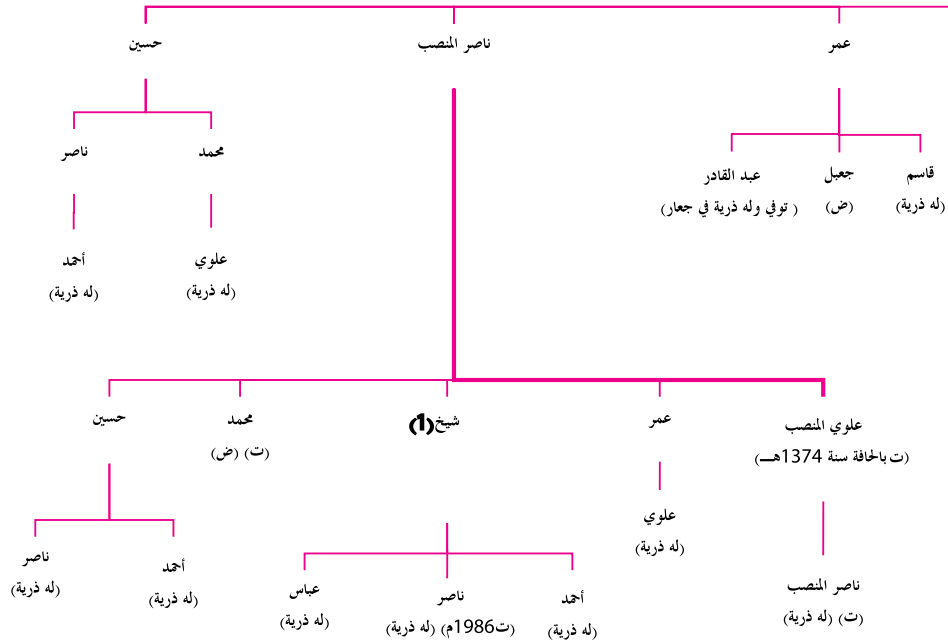 عمر
ناصر المنصب
حسين
قاسم
(له ذرية)
جعبل
(ض)
عبد القادر
( توفي وله ذرية في جعار)
محمد
ناصر
علوي
(له ذرية)
أحمد
(له ذرية)
علوي المنصب
(ت بالحافة سنة 1374هـــ)
عمر
شيخ(1)
محمد
(ت) (ض)
حسين
ناصر المنصب
(ت) (له ذرية)
علوي
(له ذرية)
أحمد
(له ذرية)
ناصر
(ت1986م) (له ذرية)
عباس
(له ذرية)
أحمد
(له ذرية)
ناصر
(له ذرية)